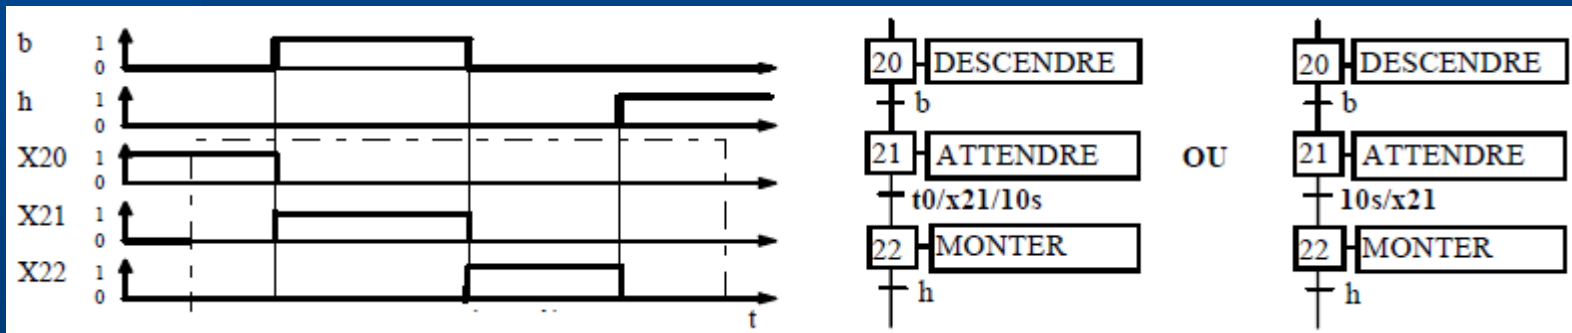 b 1 0
h 1 0
X20 1 0
X21 1 0
X22 1 0
t
20 DESCENDRE
b
21 ATTENDRE
t0/x21/10s
22 MONTER
h
OU
20 DESCENDRE
b
21 ATTENDRE
10s/x21
22 MONTER
h